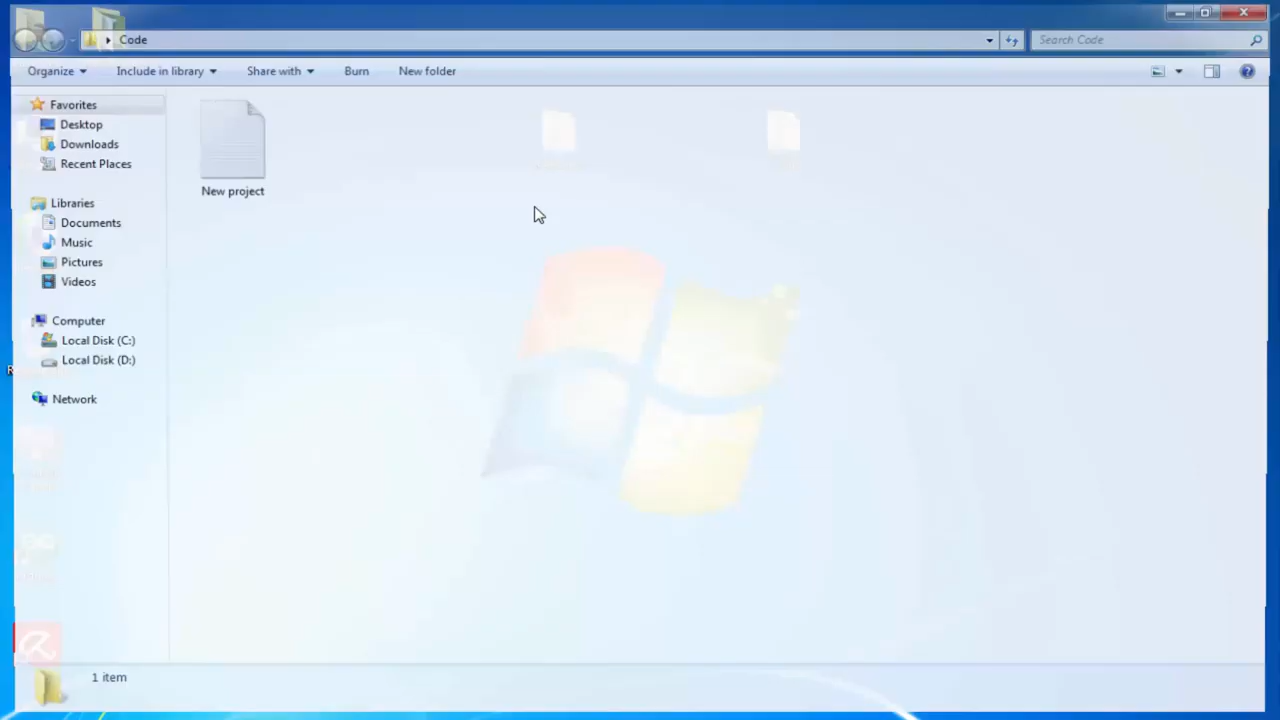 Code
Search Code
Organize
Include in library
Share with
Burn
New folder
Favorites
Desktop
Downloads
Recent Places
Libraries
Documents
Music
Pictures
Videos
Computer
Local Disk (C:)
Local Disk (D:)
Network
New project
1 item